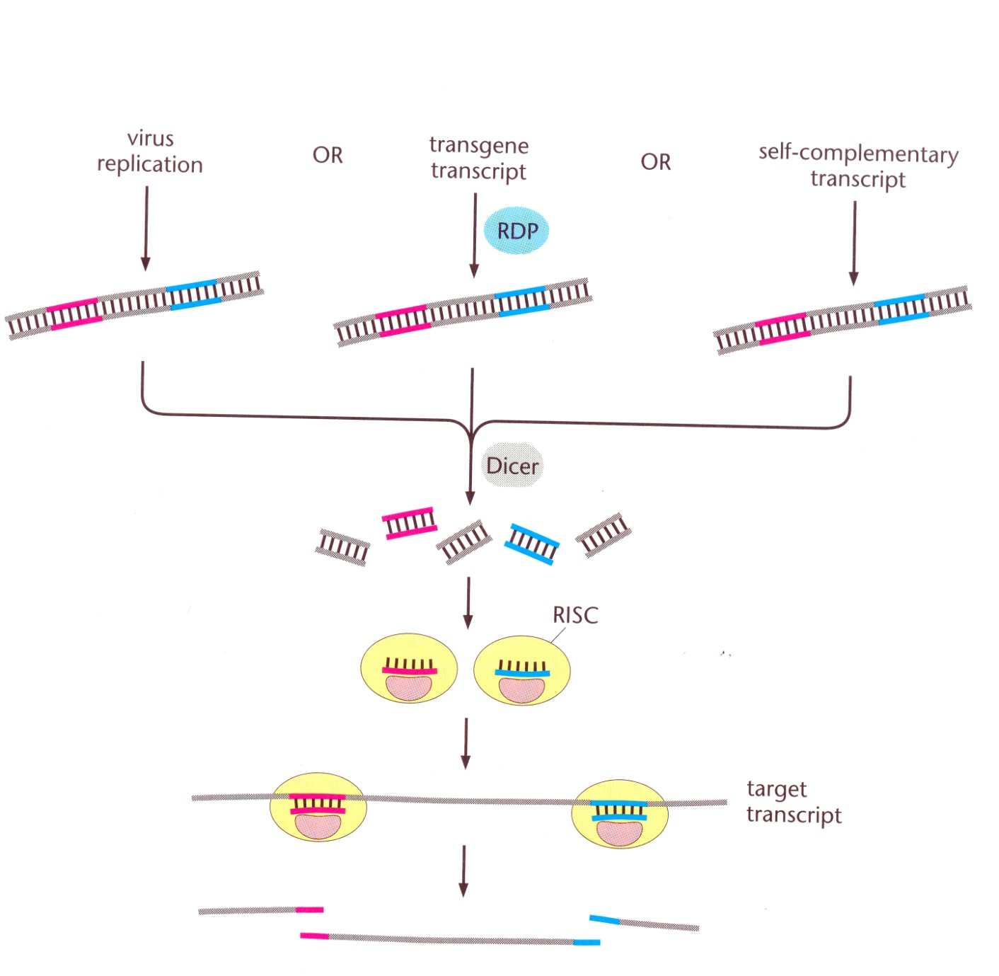 virus
replication
OR
transgene
transcript
OR
self-complementary
transcript
RDP
Dicer
RISC
target
transcript